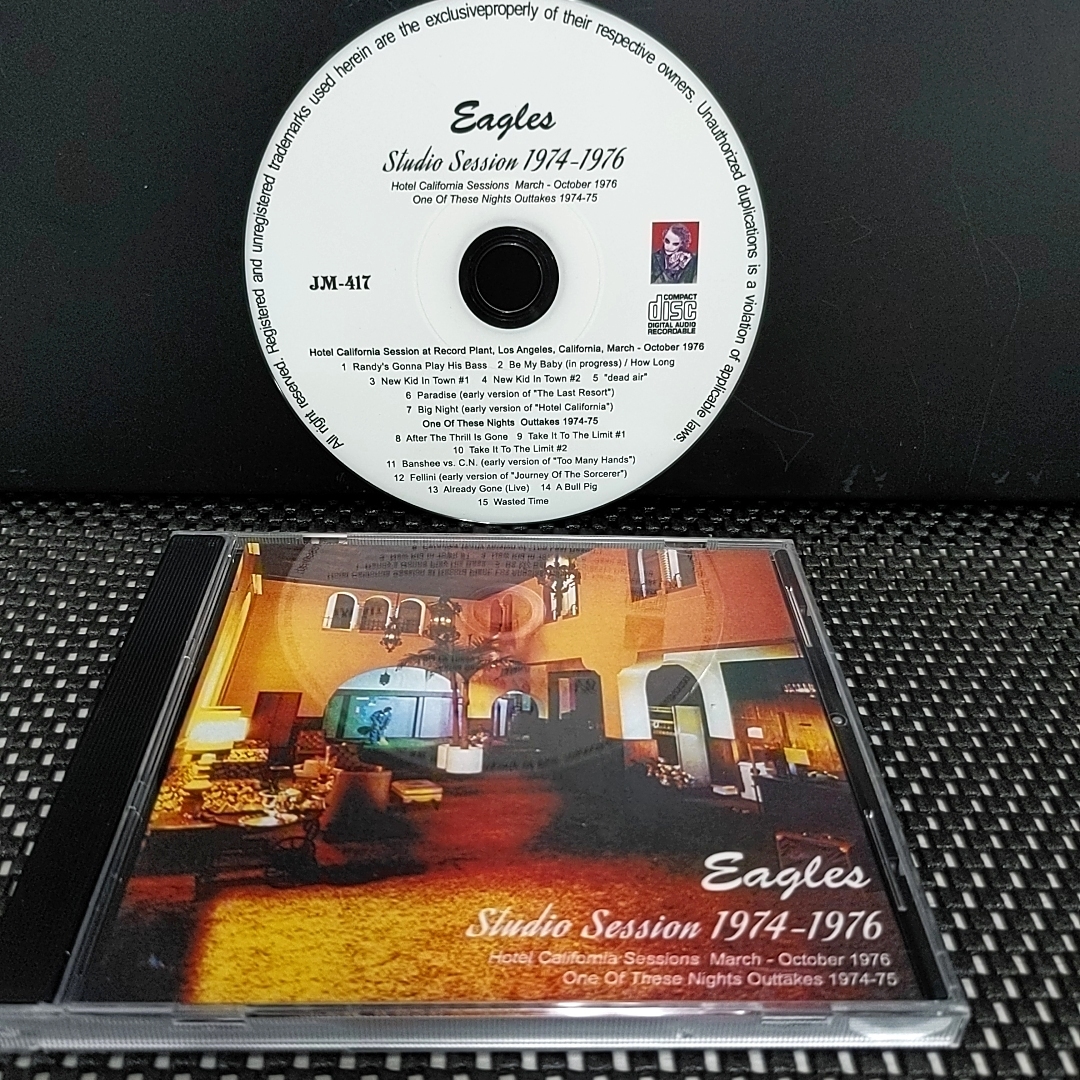 All right reserved. Registered and unregistered trademarks used herein are the exclusiveproperly of their respective owners. Unauthorized duplications is a violation of applicable laws.
Eagles
Studio Session 1974-1976
Hotel California Sessions March - October 1976
One Of These Nights Outtakes 1974-75
JM-417
COMPACT
disc
DIGITAL AUDIO
RECORDABLE
Hotel California Session at Record Plant, Los Angeles, California, March - October 1976
1 Randy's Gonna Play His Bass 2 Be My Baby (in progress) / How Long
3 New Kid In Town #1 4 New Kid In Town #2 5 "dead air"
6 Paradise (early version of "The Last Resort")
7 Big Night (early version of "Hotel California")
One Of These Nights Outtakes 1974-75
8 After The Thrill Is Gone 9 Take It To The Limit #1
10 Take It To The Limit #2
11 Banshee vs. C.N. (early version of "Too Many Hands")
12 Fellini (early version of "Journey Of The Sorcerer")
13 Already Gone (Live) 14 A Bull Pig
15 Wasted Time
Eagles
Studio Session 1974-1976
Hotel California Sessions March - October 1976
One Of These Nights Outtakes 1974-75